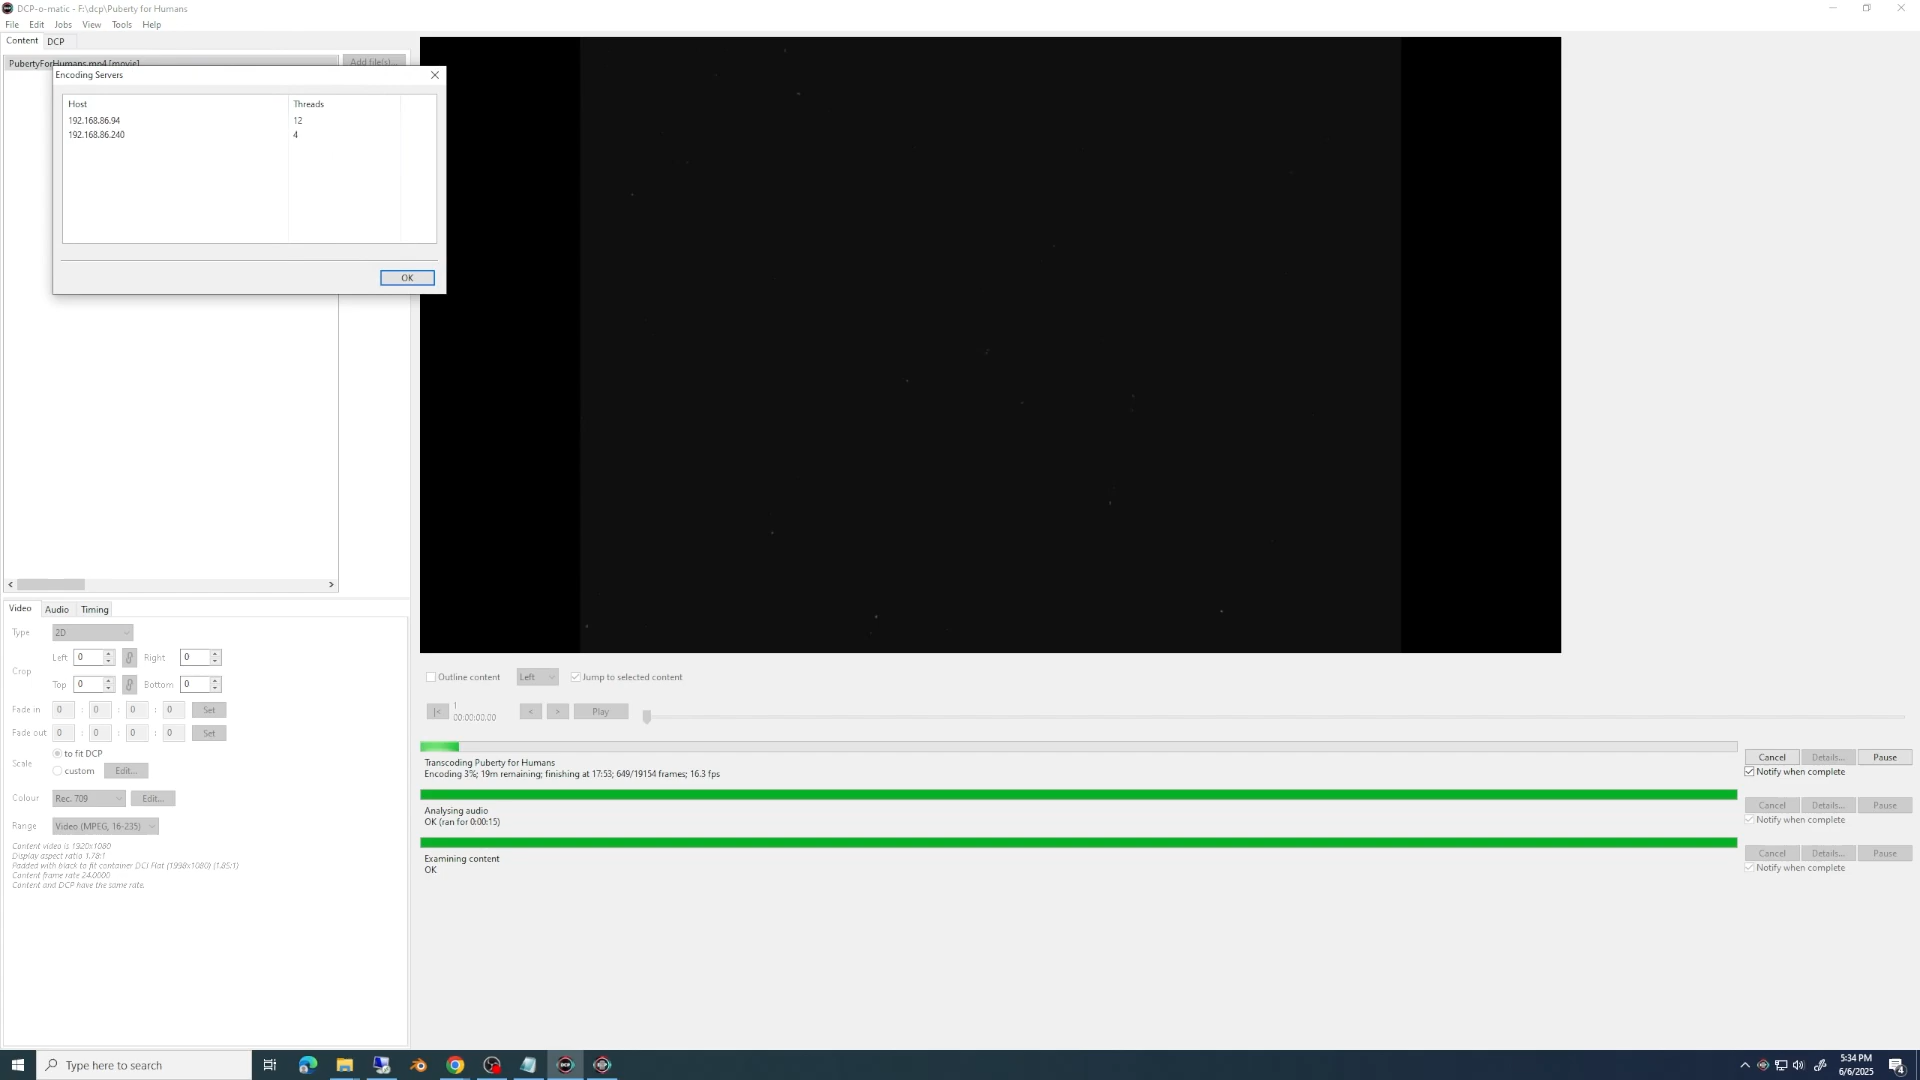 DCP-o-matic - F:\dcp\Puberty for Humans
File Edit Jobs View Tools Help
Content DCP
PubertyForHumans.mp4 [movie]
Add file(s)...
Encoding Servers
Host Threads
192.168.86.94 12
192.168.86.240 4
OK
Video Audio Timing
Type 2D
Crop
Left 0 Right 0
Top 0 Bottom 0
Fade in 0 : 0 : 0 : 0 Set
Fade out 0 : 0 : 0 : 0 Set
Scale
to fit DCP
custom Edit...
Colour Rec. 709 Edit...
Range Video (MPEG, 16-235)
Content video is 1920x1080
Display aspect ratio 1.78:1
Padded with black to fit container DCI Flat (1998x1080) (1.85:1)
Content frame rate 24.0000
Content and DCP have the same rate.
Outline content Left Jump to selected content
|< 1
00:00:00:00
< > Play
Transcoding Puberty for Humans
Encoding 3%; 19m remaining; finishing at 17:53; 649/19154 frames; 16.3 fps
Cancel Details... Pause
Notify when complete
Analysing audio
OK (ran for 0:00:15)
Cancel Details... Pause
Notify when complete
Examining content
OK
Cancel Details... Pause
Notify when complete
Type here to search
5:34 PM
6/6/2025
4